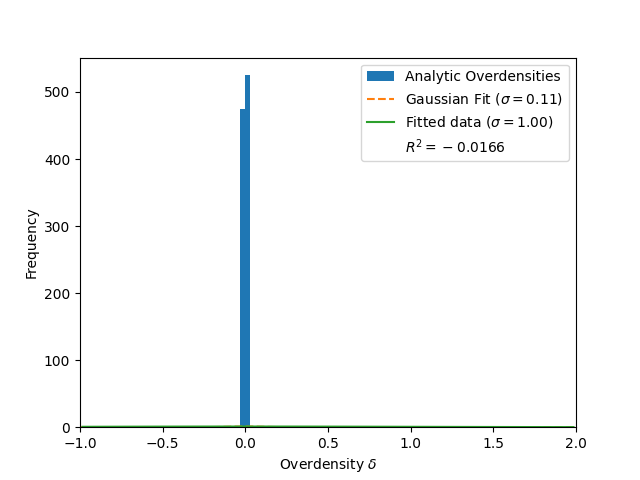 Analytic Overdensities
Gaussian Fit (σ = 0.11)
Fitted data (σ = 1.00)
R² = −0.0166
500
400
300
200
100
0
Frequency
−1.0 −0.5 0.0 0.5 1.0 1.5 2.0
Overdensity δ